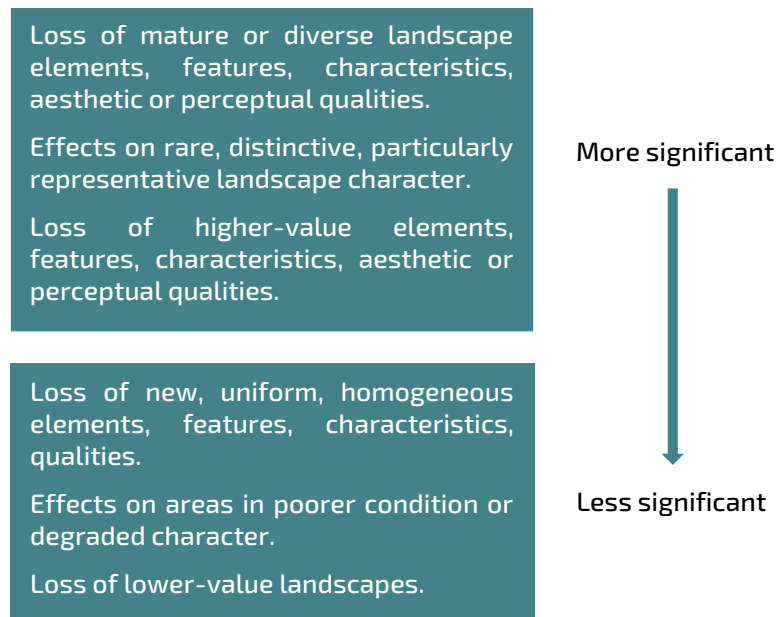 Loss of mature or diverse landscape
elements, features, characteristics,
aesthetic or perceptual qualities.
Effects on rare, distinctive, particularly
representative landscape character.
Loss of higher-value elements,
features, characteristics, aesthetic or
perceptual qualities.
More significant
Loss of new, uniform, homogeneous
elements, features, characteristics,
qualities.
Effects on areas in poorer condition or
degraded character.
Loss of lower-value landscapes.
Less significant